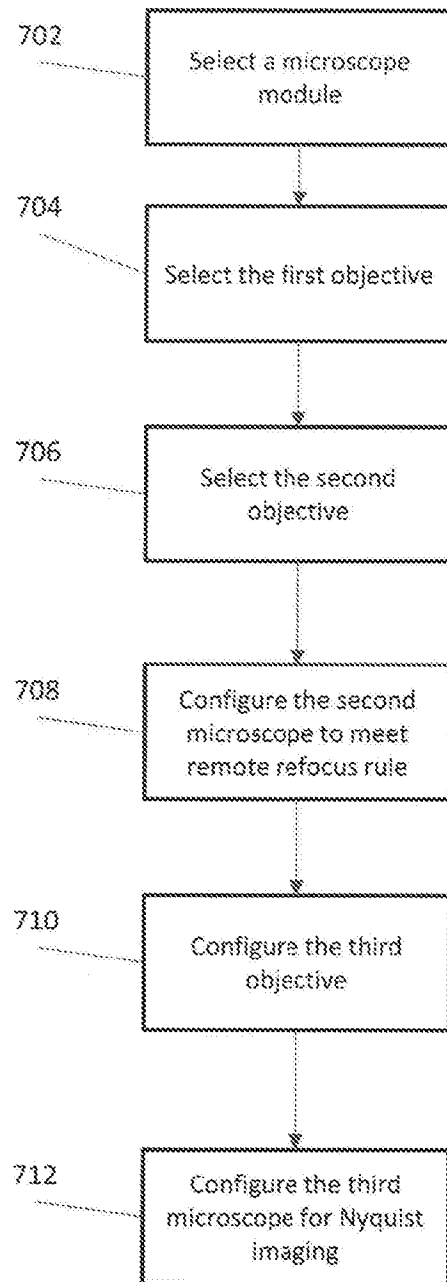 702
Select a microscope
module
704
Select the first objective
706
Select the second
objective
708
Configure the second
microscope to meet
remote refocus rule
710
Configure the third
objective
712
Configure the third
microscope for Nyquist
imaging